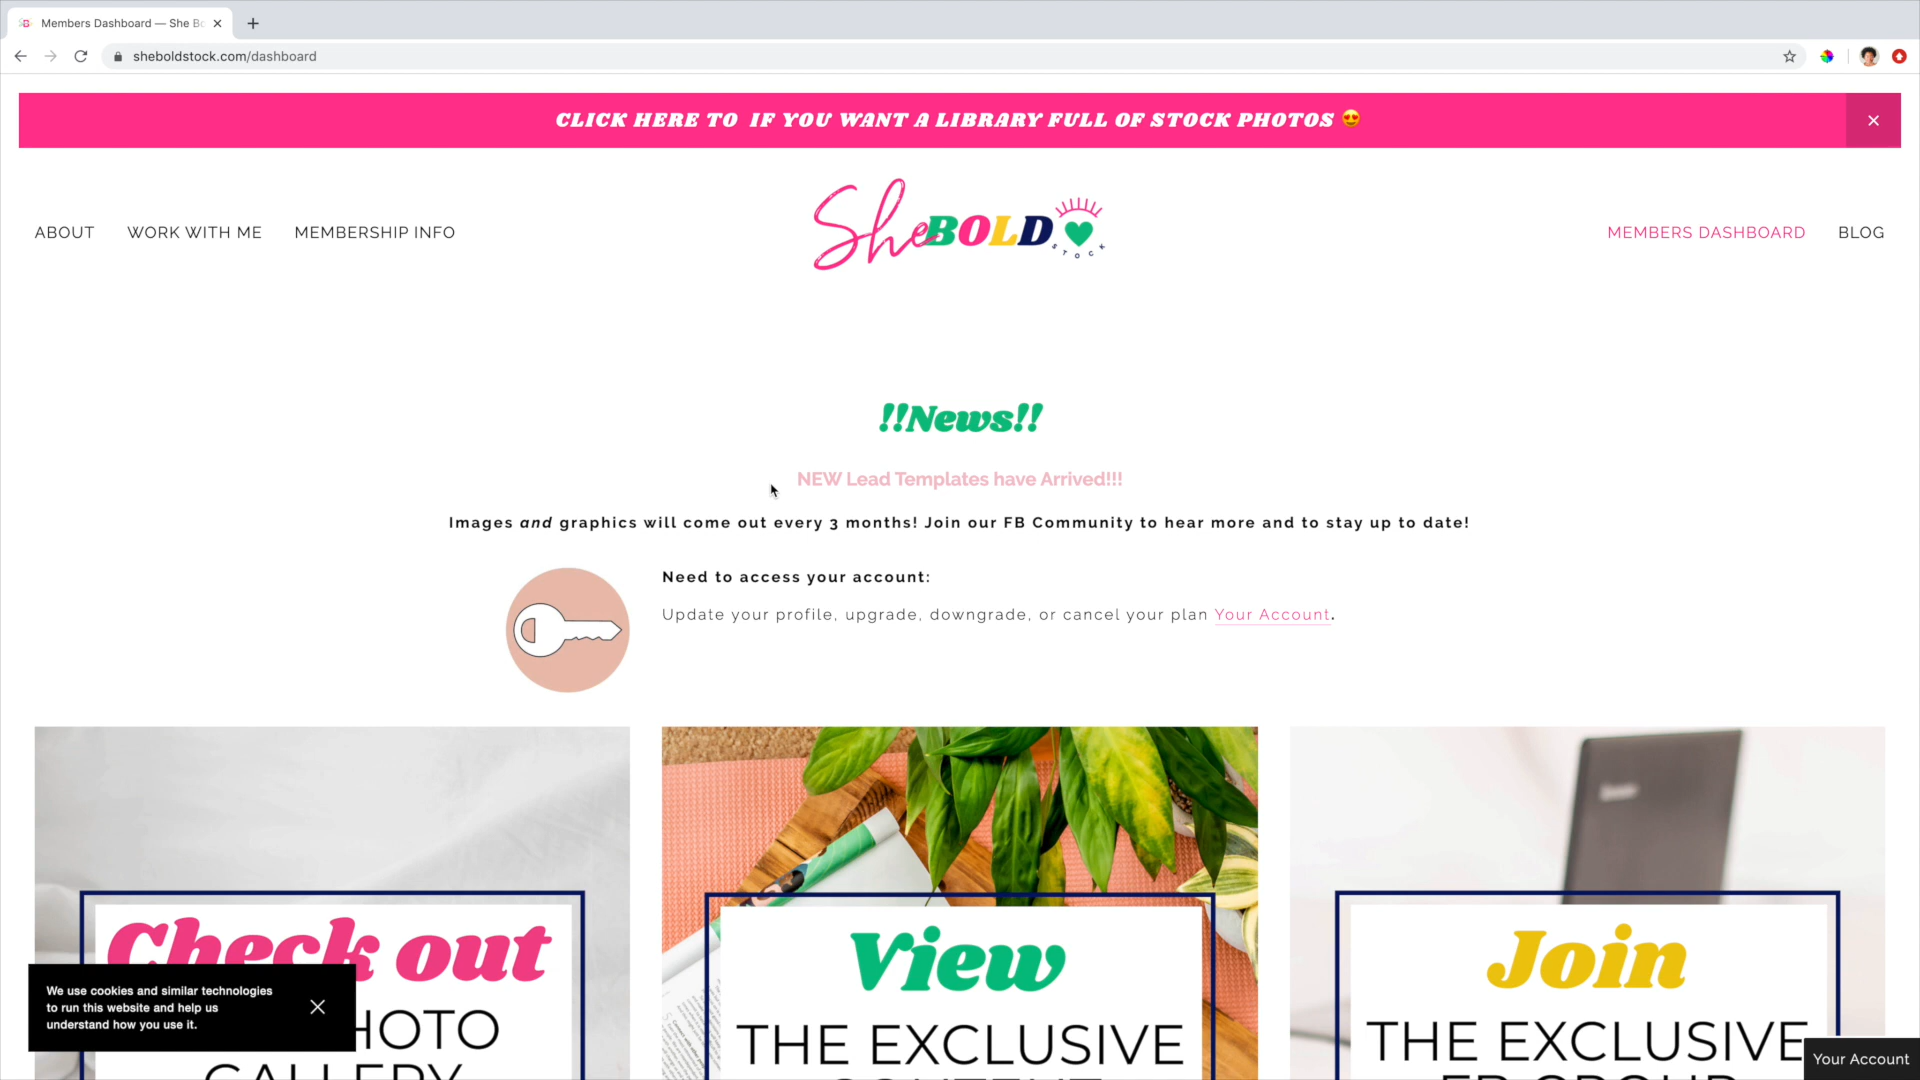 Members Dashboard — She Bo
sheboldstock.com/dashboard
CLICK HERE TO IF YOU WANT A LIBRARY FULL OF STOCK PHOTOS 😍
ABOUT
WORK WITH ME
MEMBERSHIP INFO
She BOLD
STOCK
MEMBERS DASHBOARD
BLOG
!!News!!
NEW Lead Templates have Arrived!!!
Images and graphics will come out every 3 months! Join our FB Community to hear more and to stay up to date!
Need to access your account:
Update your profile, upgrade, downgrade, or cancel your plan Your Account.
Check out
HOTO
GALLERY
View
THE EXCLUSIVE
CONTENT
Join
THE EXCLUSIVE
FB GROUP
We use cookies and similar technologies
to run this website and help us
understand how you use it.
Your Account